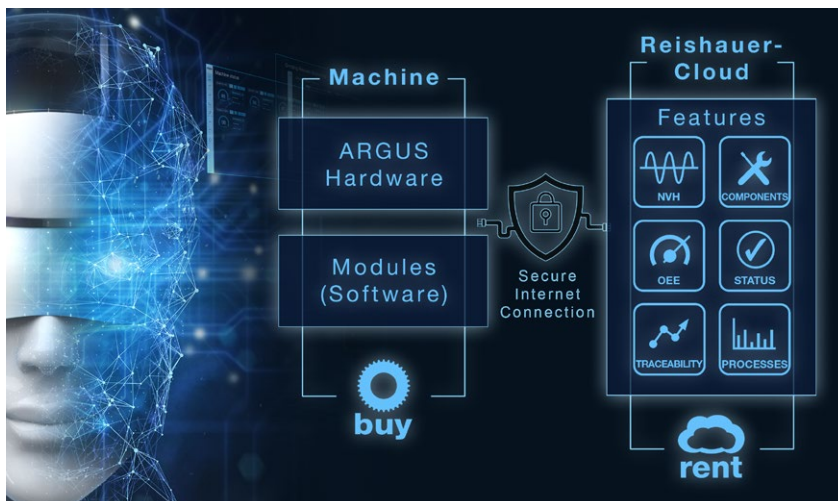 Machine
ARGUS
Hardware
Modules
(Software)
buy
Secure
Internet
Connection
Reishauer-
Cloud
Features
NVH
COMPONENTS
OEE
STATUS
TRACEABILITY
PROCESSES
rent